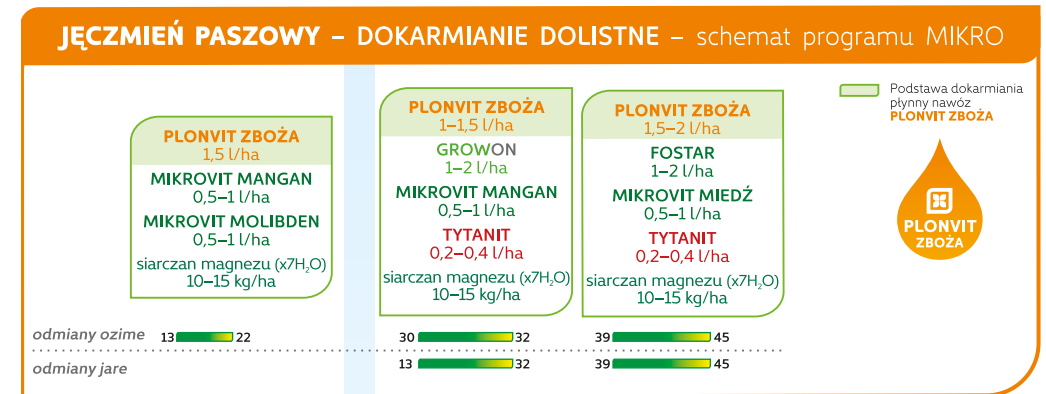 JĘCZMIEŃ PASZOWY – DOKARMIANIE DOLISTNE – schemat programu MIKRO
PLONVIT ZBOŻA
1,5 l/ha
MIKROVIT MANGAN
0,5–1 l/ha
MIKROVIT MOLIBDEN
0,5–1 l/ha
siarczan magnezu (x7H₂O)
10–15 kg/ha
PLONVIT ZBOŻA
1–1,5 l/ha
GROWON
1–2 l/ha
MIKROVIT MANGAN
0,5–1 l/ha
TYTANIT
0,2–0,4 l/ha
siarczan magnezu (x7H₂O)
10–15 kg/ha
PLONVIT ZBOŻA
1,5–2 l/ha
FOSTAR
1–2 l/ha
MIKROVIT MIEDŹ
0,5–1 l/ha
TYTANIT
0,2–0,4 l/ha
siarczan magnezu (x7H₂O)
10–15 kg/ha
Podstawa dokarmiania
płynny nawóz
PLONVIT ZBOŻA
PLONVIT
ZBOŻA
odmiany ozime 13 22 30 32 39 45
odmiany jare 13 32 39 45